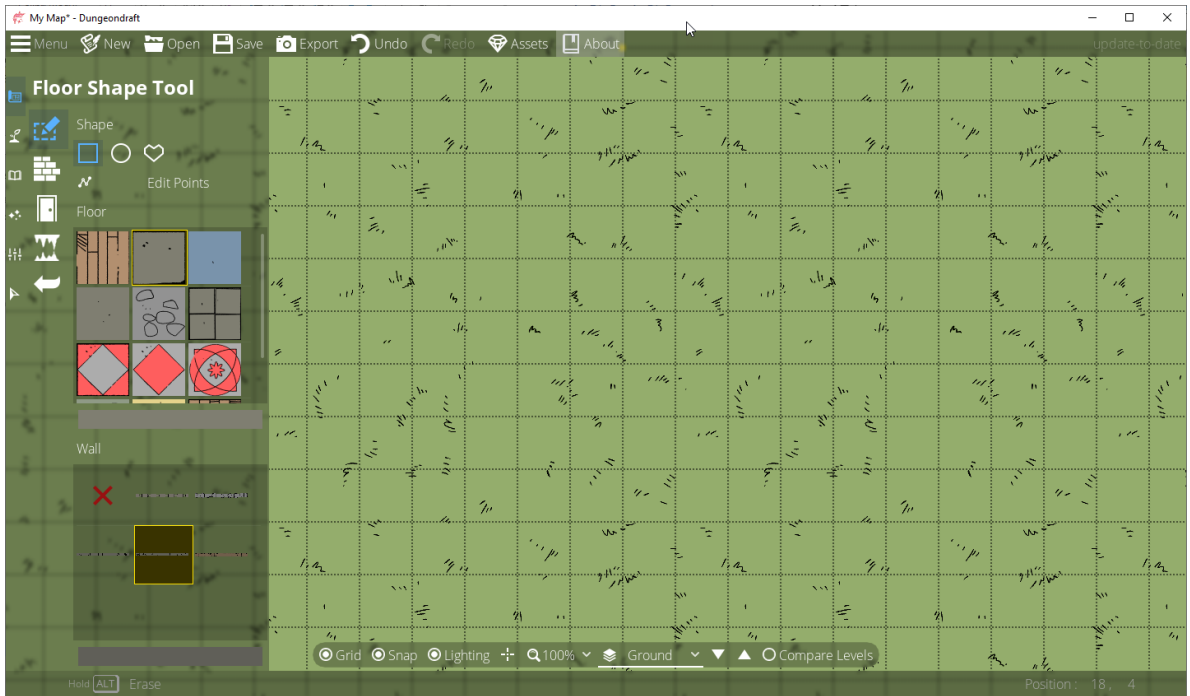 My Map* - Dungeondraft
Menu New Open Save Export Undo Redo Assets About update-to-date
Floor Shape Tool
Shape
Edit Points
Floor
Wall
Grid Snap Lighting 100% Ground Compare Levels
Hold ALT Erase Position : 18, 4